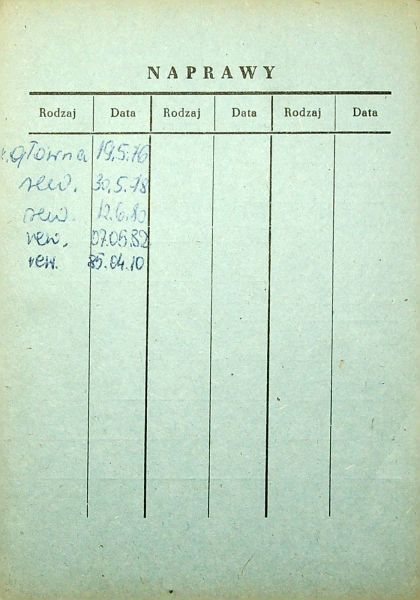 NAPRAWY
Rodzaj Data Rodzaj Data Rodzaj Data
r. główna 19.5.76
rew. 30.5.78
rew. 12.6.80
rew. 07.05.82
rew. 85.04.10